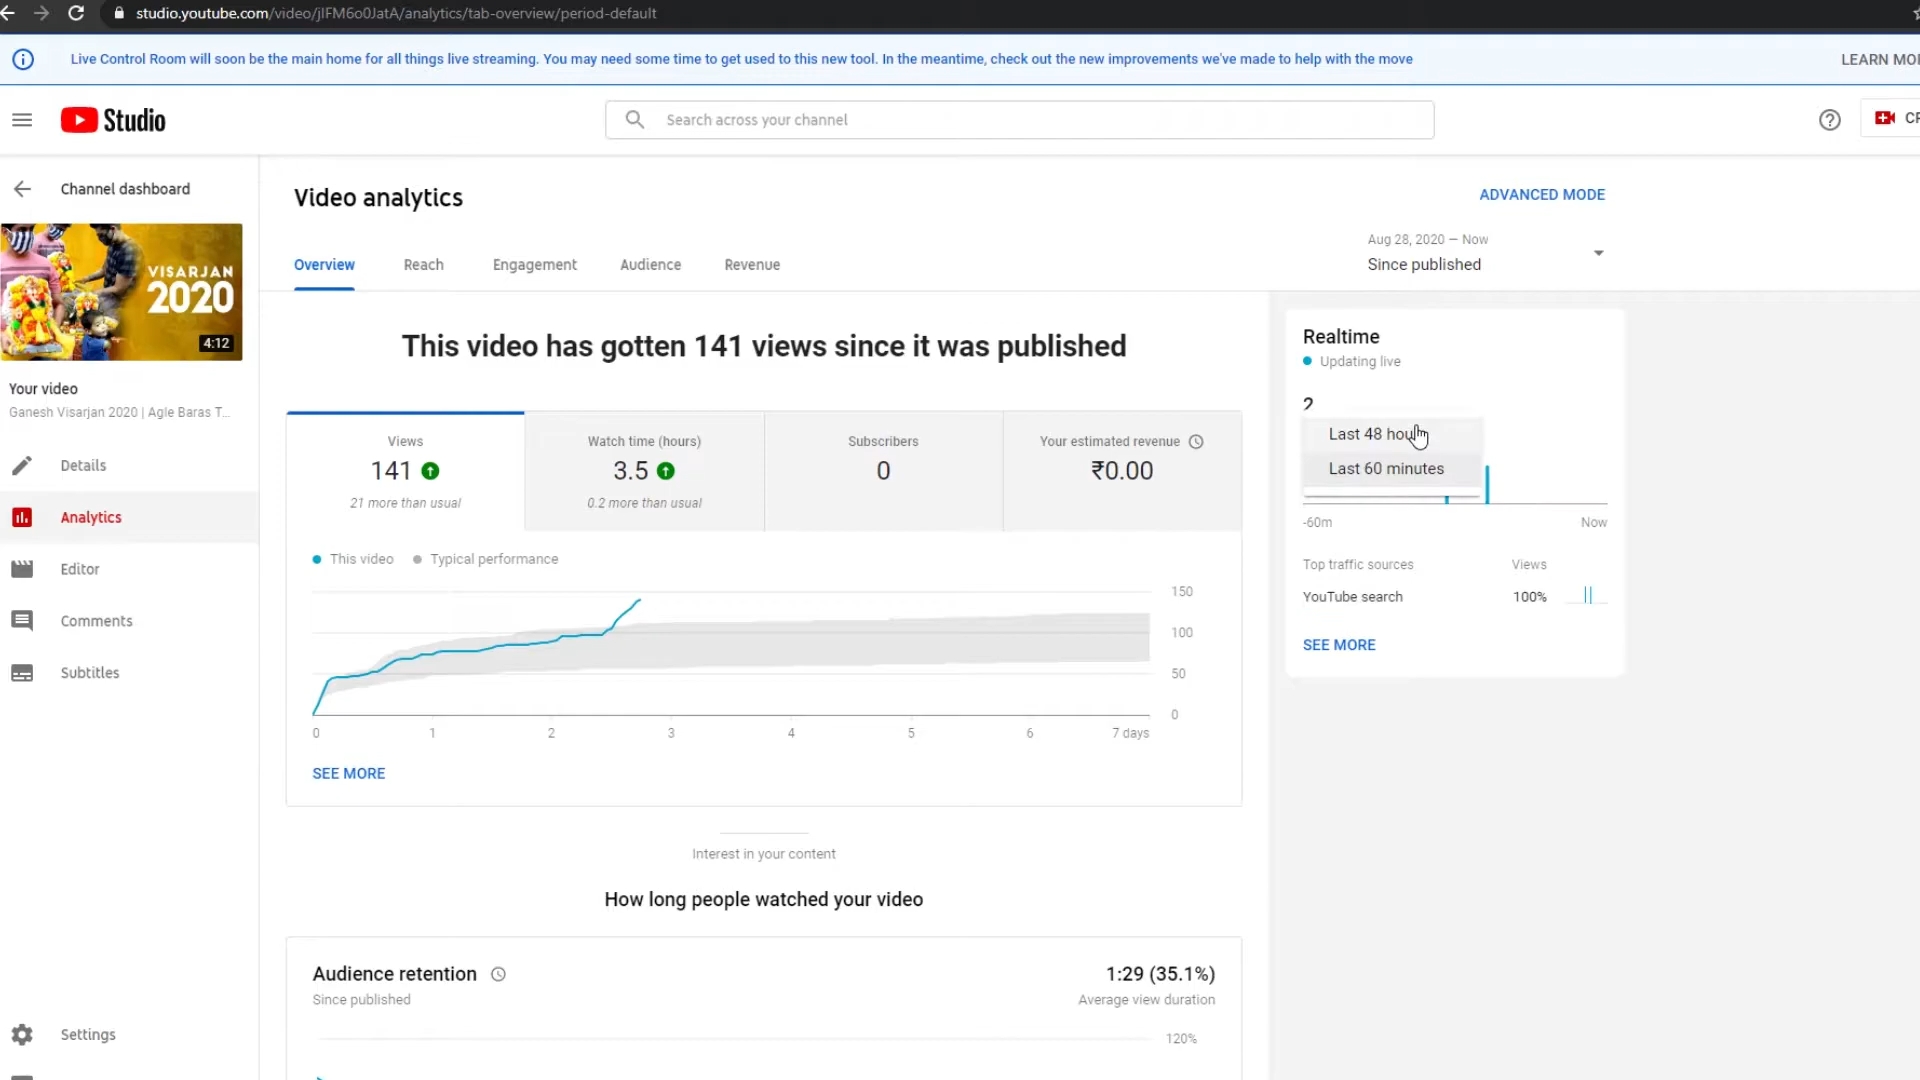 studio.youtube.com/video/jIFM6o0JatA/analytics/tab-overview/period-default
Live Control Room will soon be the main home for all things live streaming. You may need some time to get used to this new tool. In the meantime, check out the new improvements we've made to help with the move
LEARN MO
Studio
Search across your channel
CR
Channel dashboard
VISARJAN
2020
4:12
Your video
Ganesh Visarjan 2020 | Agle Baras T...
Details
Analytics
Editor
Comments
Subtitles
Settings
Video analytics
ADVANCED MODE
Overview
Reach
Engagement
Audience
Revenue
Aug 28, 2020 – Now
Since published
This video has gotten 141 views since it was published
Views
141
21 more than usual
Watch time (hours)
3.5
0.2 more than usual
Subscribers
0
Your estimated revenue
₹0.00
This video
Typical performance
150
100
50
0
0
1
2
3
4
5
6
7 days
SEE MORE
Interest in your content
How long people watched your video
Audience retention
Since published
1:29 (35.1%)
Average view duration
120%
Realtime
Updating live
2
Last 48 hou
Last 60 minutes
-60m
Now
Top traffic sources
Views
YouTube search
100%
SEE MORE